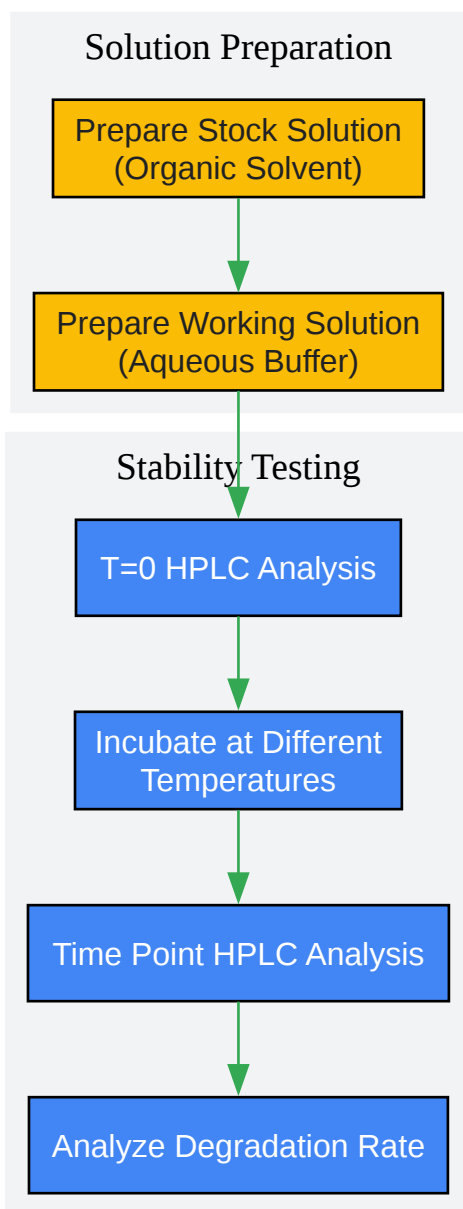 Solution Preparation
Prepare Stock Solution
(Organic Solvent)
Prepare Working Solution
(Aqueous Buffer)
Stability Testing
T=0 HPLC Analysis
Incubate at Different
Temperatures
Time Point HPLC Analysis
Analyze Degradation Rate